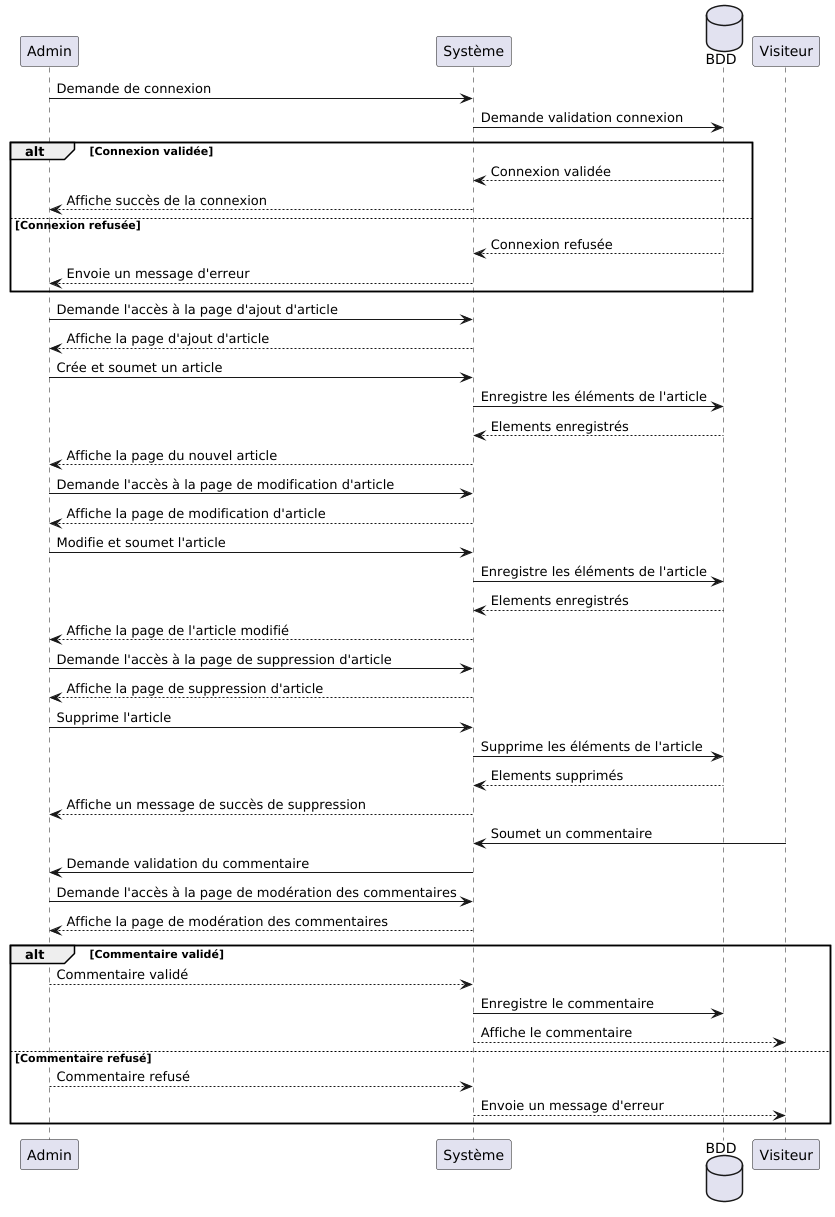 Admin
Système
BDD
Visiteur
Demande de connexion
Demande validation connexion
alt
[Connexion validée]
Connexion validée
Affiche succès de la connexion
[Connexion refusée]
Connexion refusée
Envoie un message d'erreur
Demande l'accès à la page d'ajout d'article
Affiche la page d'ajout d'article
Crée et soumet un article
Enregistre les éléments de l'article
Elements enregistrés
Affiche la page du nouvel article
Demande l'accès à la page de modification d'article
Affiche la page de modification d'article
Modifie et soumet l'article
Enregistre les éléments de l'article
Elements enregistrés
Affiche la page de l'article modifié
Demande l'accès à la page de suppression d'article
Affiche la page de suppression d'article
Supprime l'article
Supprime les éléments de l'article
Elements supprimés
Affiche un message de succès de suppression
Soumet un commentaire
Demande validation du commentaire
Demande l'accès à la page de modération des commentaires
Affiche la page de modération des commentaires
alt
[Commentaire validé]
Commentaire validé
Enregistre le commentaire
Affiche le commentaire
[Commentaire refusé]
Commentaire refusé
Envoie un message d'erreur
Admin
Système
BDD
Visiteur